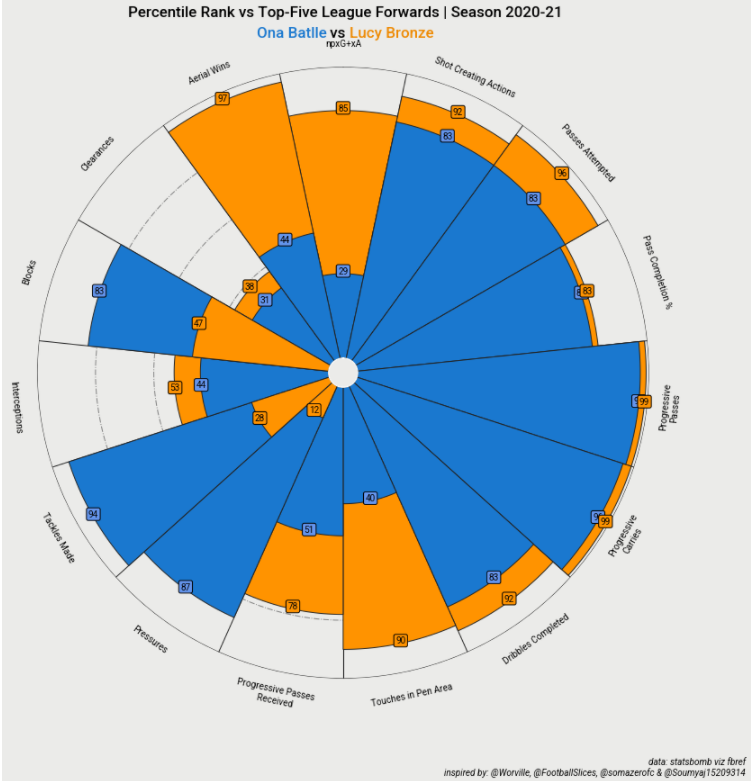 Percentile Rank vs Top-Five League Forwards | Season 2020-21
Ona Batlle vs Lucy Bronze
npxG+xA
Shot Creating Actions
Passes Attempted
Pass Completion %
Progressive
Passes
Progressive
Carries
Dribbles Completed
Touches in Pen Area
Progressive Passes
Received
Pressures
Tackles Made
Interceptions
Blocks
Clearances
Aerial Wins
85
29
92
83
96
83
83
99
99
92
83
90
40
78
51
12
87
28
94
53
44
47
83
38
31
97
44
data: statsbomb viz fbref
inspired by: @Worville, @FootballSlices, @somazerofc & @Soumyaj15209314